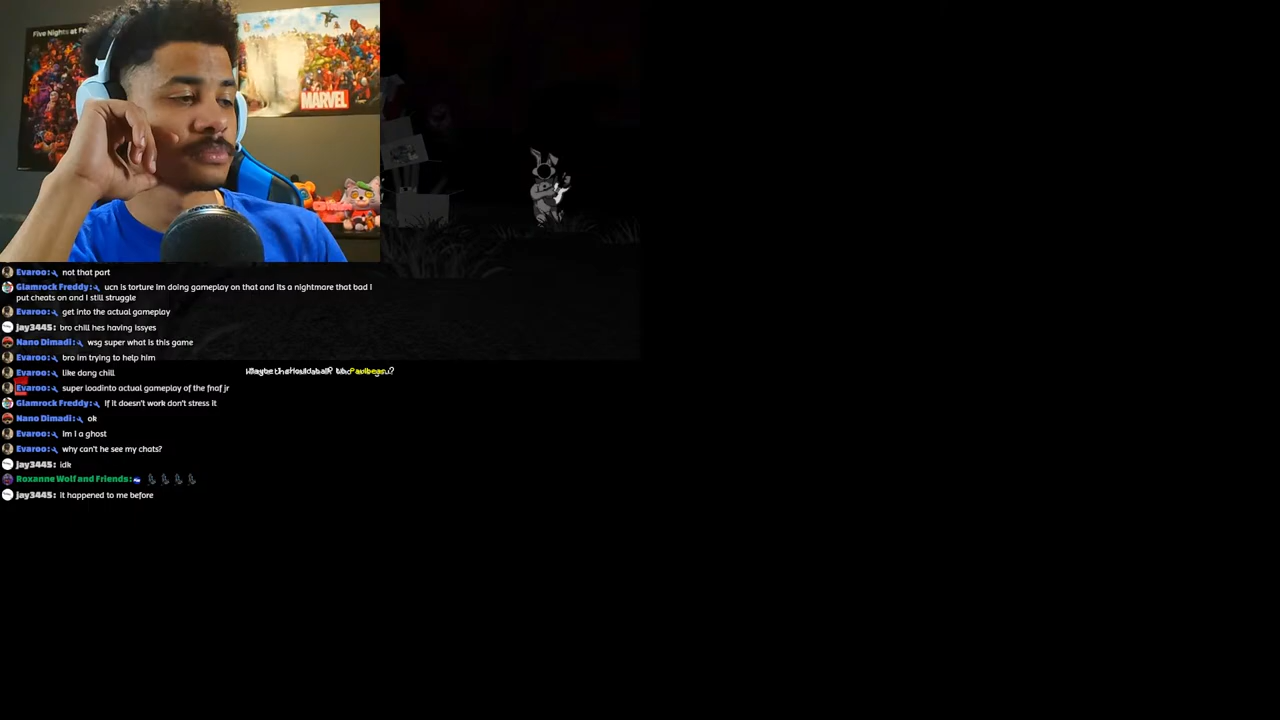 Five Nights at Fr
MARVEL
Evaroo: not that part
Glamrock Freddy: ucn is torture im doing gameplay on that and its a nightmare that bad I
put cheats on and I still struggle
Evaroo: get into the actual gameplay
jay3445: bro chill hes having issyes
Nano Dimadi: wsg super what is this game
Evaroo: bro im trying to help him
Evaroo: like dang chill
Evaroo: super loadinto actual gameplay of the fnaf jr
Glamrock Freddy: If it doesn't work don't stress it
Nano Dimadi: ok
Evaroo: Im I a ghost
Evaroo: why can't he see my chats?
jay3445: idk
Roxanne Wolf and Friends:
jay3445: It happened to me before